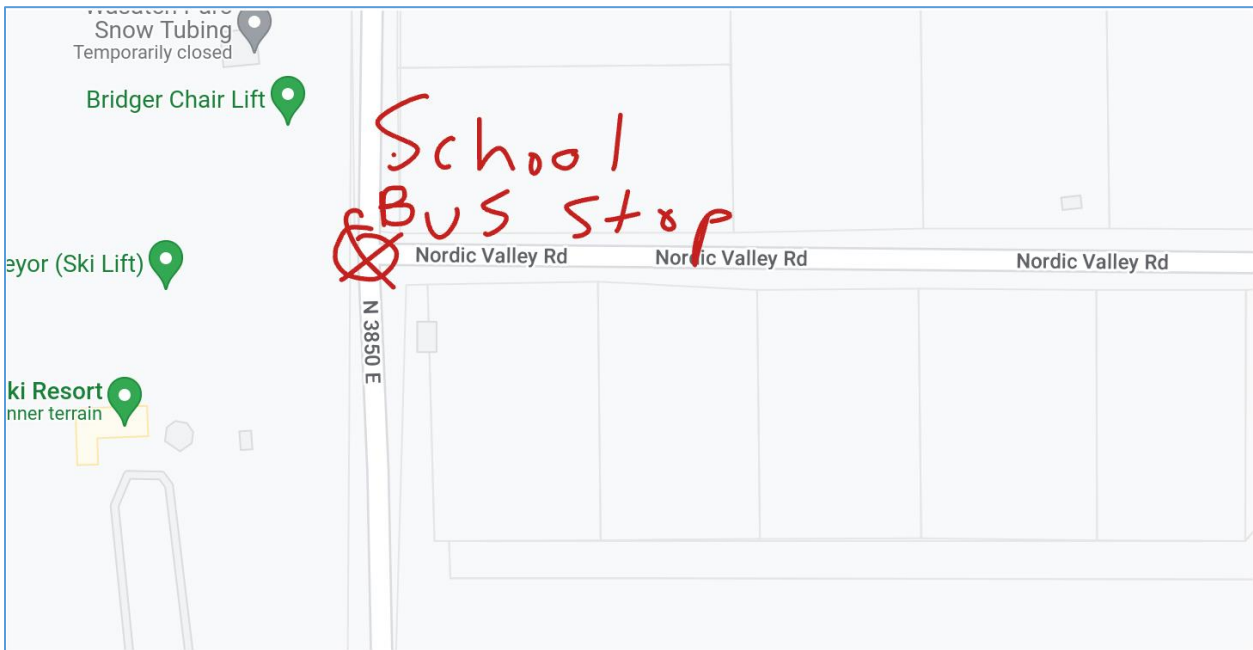 Snow Tubing
Temporarily closed
Bridger Chair Lift
School
Bus Stop
eyor (Ski Lift)
Nordic Valley Rd
Nordic Valley Rd
Nordic Valley Rd
N 3850 E
ki Resort
nner terrain